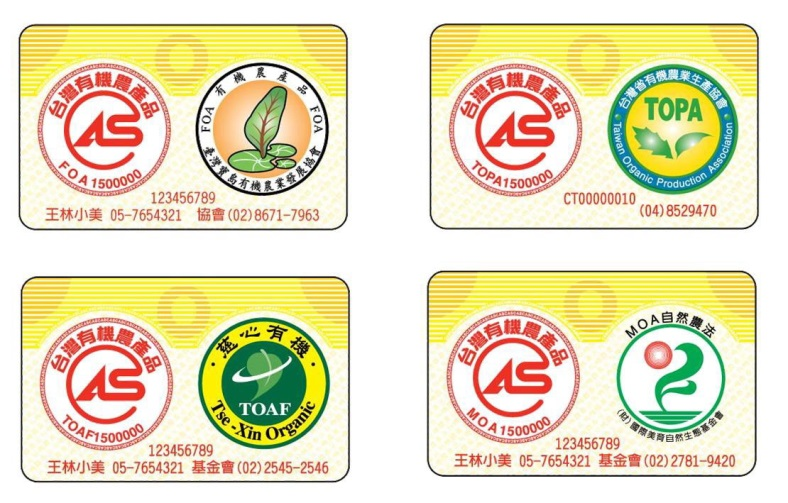 台灣有機農產品
AS
FOA1500000
FOA 有機農產品 FOA
臺灣寶島有機農業發展協會
123456789
王林小美 05-7654321 協會(02)8671-7963
台灣有機農產品
AS
TOPA1500000
台灣省有機農業生產協會
TOPA
Taiwan Organic Production Association
CT00000010
(04)8529470
台灣有機農產品
AS
TOAF1500000
慈心有機
TOAF
Tse-Xin Organic
123456789
王林小美 05-7654321 基金會(02)2545-2546
台灣有機農產品
AS
MOA1500000
MOA自然農法
(財)國際美育自然生態基金會
123456789
王林小美 05-7654321 基金會(02)2781-9420